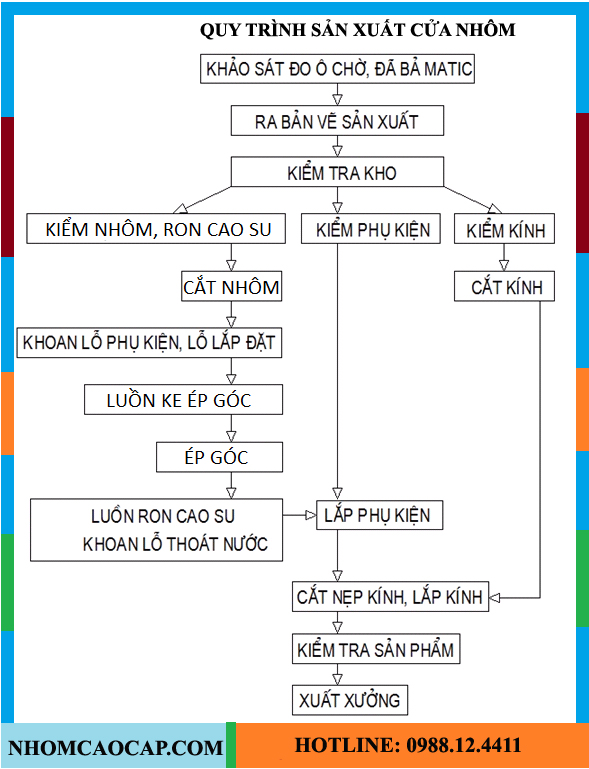 QUY TRÌNH SẢN XUẤT CỬA NHÔM
KHẢO SÁT ĐO Ô CHỜ, ĐÃ BẢ MATIC
RA BẢN VẼ SẢN XUẤT
KIỂM TRA KHO
KIỂM NHÔM, RON CAO SU
KIỂM PHỤ KIỆN
KIỂM KÍNH
CẮT NHÔM
CẮT KÍNH
KHOAN LỖ PHỤ KIỆN, LỖ LẮP ĐẶT
LUỒN KE ÉP GÓC
ÉP GÓC
LUỒN RON CAO SU
KHOAN LỖ THOÁT NƯỚC
LẮP PHỤ KIỆN
CẮT NẸP KÍNH, LẮP KÍNH
KIỂM TRA SẢN PHẨM
XUẤT XƯỞNG
NHOMCAOCAP.COM
HOTLINE: 0988.12.4411